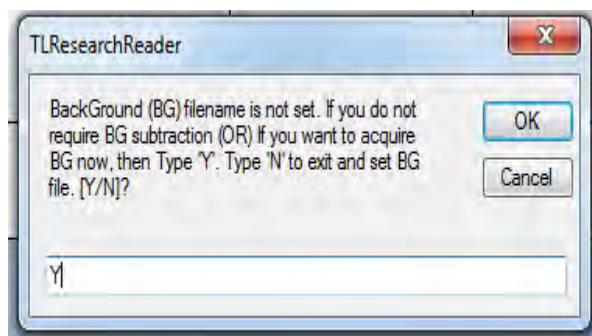 TLResearchReader
BackGround (BG) filename is not set. If you do not
require BG subtraction (OR) If you want to acquire
BG now, then Type 'Y'. Type 'N' to exit and set BG
file. [Y/N]?
OK
Cancel
Y